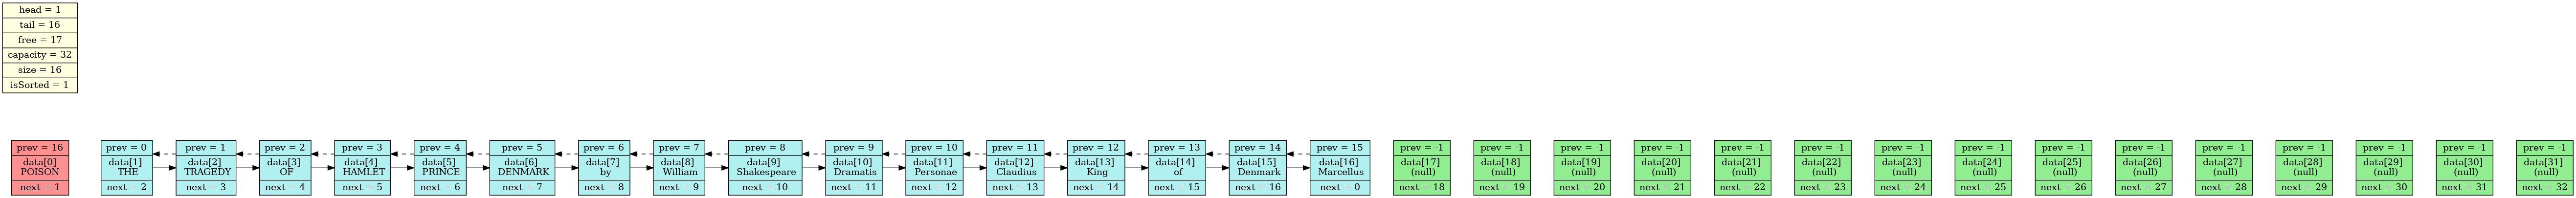 head = 1
tail = 16
free = 17
capacity = 32
size = 16
isSorted = 1
prev = 16
data[0]
POISON
next = 1
prev = 0
data[1]
THE
next = 2
prev = 1
data[2]
TRAGEDY
next = 3
prev = 2
data[3]
OF
next = 4
prev = 3
data[4]
HAMLET
next = 5
prev = 4
data[5]
PRINCE
next = 6
prev = 5
data[6]
DENMARK
next = 7
prev = 6
data[7]
by
next = 8
prev = 7
data[8]
William
next = 9
prev = 8
data[9]
Shakespeare
next = 10
prev = 9
data[10]
Dramatis
next = 11
prev = 10
data[11]
Personae
next = 12
prev = 11
data[12]
Claudius
next = 13
prev = 12
data[13]
King
next = 14
prev = 13
data[14]
of
next = 15
prev = 14
data[15]
Denmark
next = 16
prev = 15
data[16]
Marcellus
next = 0
prev = -1
data[17]
(null)
next = 18
prev = -1
data[18]
(null)
next = 19
prev = -1
data[19]
(null)
next = 20
prev = -1
data[20]
(null)
next = 21
prev = -1
data[21]
(null)
next = 22
prev = -1
data[22]
(null)
next = 23
prev = -1
data[23]
(null)
next = 24
prev = -1
data[24]
(null)
next = 25
prev = -1
data[25]
(null)
next = 26
prev = -1
data[26]
(null)
next = 27
prev = -1
data[27]
(null)
next = 28
prev = -1
data[28]
(null)
next = 29
prev = -1
data[29]
(null)
next = 30
prev = -1
data[30]
(null)
next = 31
prev = -1
data[31]
(null)
next = 32